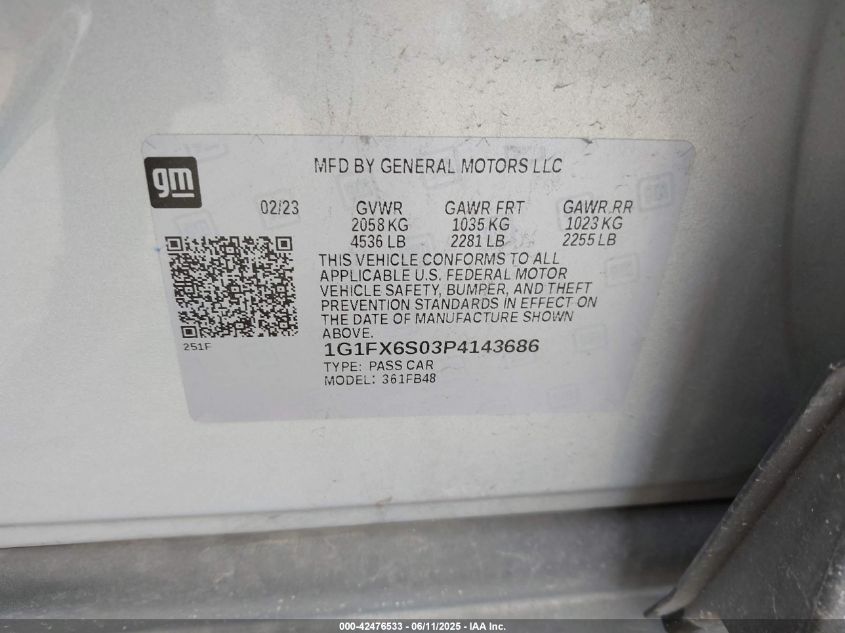 gm
MFD BY GENERAL MOTORS LLC
02/23 GVWR GAWR FRT GAWR RR
2058 KG 1035 KG 1023 KG
4536 LB 2281 LB 2255 LB
THIS VEHICLE CONFORMS TO ALL
APPLICABLE U.S. FEDERAL MOTOR
VEHICLE SAFETY, BUMPER, AND THEFT
PREVENTION STANDARDS IN EFFECT ON
THE DATE OF MANUFACTURE SHOWN
ABOVE.
251F
1G1FX6S03P4143686
TYPE: PASS CAR
MODEL: 361FB48
000-42476533 - 06/11/2025 - IAA Inc.